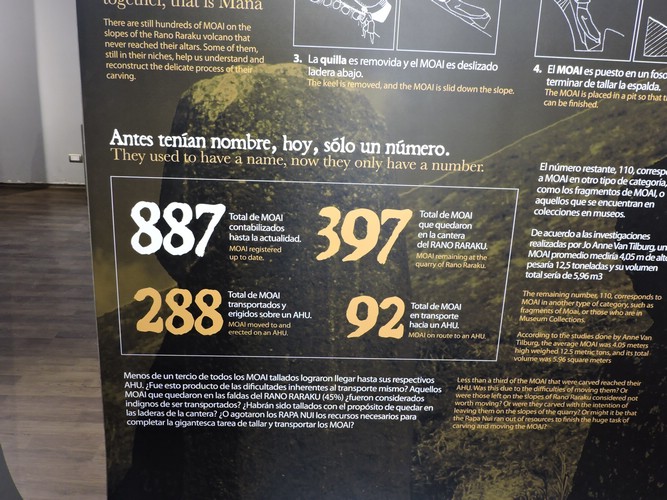 together, that is Mana
There are still hundreds of MOAI on the
slopes of the Rano Raraku volcano that
never reached their altars. Some of them,
still in their niches, help us understand and
reconstruct the delicate process of their
carving.
3. La quilla es removida y el MOAI es deslizado
ladera abajo.
The keel is removed, and the MOAI is slid down the slope.
4. El MOAI es puesto en un foso
terminar de tallar la espalda.
The MOAI is placed in a pit so that
can be finished.
Antes tenían nombre, hoy, sólo un número.
They used to have a name, now they only have a number.
887
Total de MOAI
contabilizados
hasta la actualidad.
MOAI registered
up to date.
397
Total de MOAI
que quedaron
en la cantera
del RANO RARAKU.
MOAI remaining at the
quarry of Rano Raraku.
288
Total de MOAI
transportados y
erigidos sobre un AHU.
MOAI moved to and
erected on an AHU.
92
Total de MOAI
en transporte
hacia un AHU.
MOAI on route to an AHU.
Menos de un tercio de todos los MOAI tallados lograron llegar hasta sus respectivos
AHU. ¿Fue esto producto de las dificultades inherentes al transporte mismo? Aquellos
MOAI que quedaron en las faldas del RANO RARAKU (45%) ¿fueron considerados
indignos de ser transportados? ¿Habrán sido tallados con el propósito de quedar en
las laderas de la cantera? ¿O agotaron los RAPA NUI los recursos necesarios para
completar la gigantesca tarea de tallar y transportar los MOAI?
El número restante, 110,
a MOAI en otro tipo de categoría,
como los fragmentos de MOAI, o
aquellos que se encuentran en
colecciones en museos.
De acuerdo a las investigaciones
realizadas por Jo Anne Van Tilburg, un
MOAI promedio mediría 4,05 m de alto
pesaría 12,5 toneladas y su volumen
total sería de 5,96 m3
The remaining number, 110, corresponds to
MOAI in another type of category, such as
fragments of Moai, or those who are in
Museum Collections.
According to the studies done by Anne Van
Tilburg, the average MOAI was 4.05 meters
high weighed 12.5 metric tons, and its total
volume was 5.96 square meters
Less than a third of the MOAI that were carved reached their
AHU. Was this due to the difficulties of moving them? Or
were those left on the slopes of Rano Raraku considered not
worth moving? Or were they carved with the intention of
leaving them on the slopes of the quarry? Or might it be that
the Rapa Nui ran out of resources to finish the huge task of
carving and moving the MOAI?